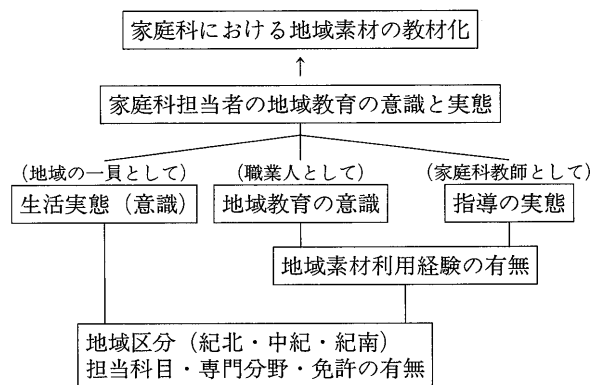 家庭科における地域素材の教材化
↑
家庭科担当者の地域教育の意識と実態
(地域の一員として) (職業人として) (家庭科教師として)
生活実態(意識) 地域教育の意識 指導の実態
地域素材利用経験の有無
地域区分(紀北・中紀・紀南)
担当科目・専門分野・免許の有無